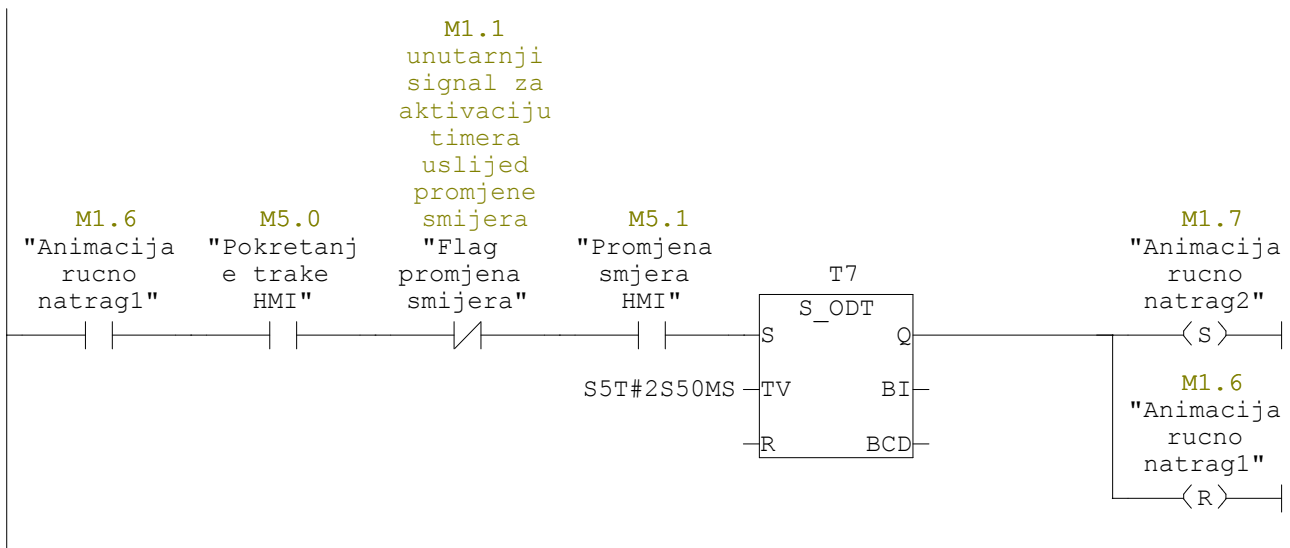 M1.1
unutarnji
signal za
aktivaciju
timera
uslijed
promjene
smijera
"Flag
promjena
smijera"
M1.6
"Animacija
rucno
natrag1"
M5.0
"Pokretanj
e trake
HMI"
M5.1
"Promjena
smjera
HMI"
T7
S_ODT
S
Q
S5T#2S50MS
TV
BI
R
BCD
M1.7
"Animacija
rucno
natrag2"
S
M1.6
"Animacija
rucno
natrag1"
R